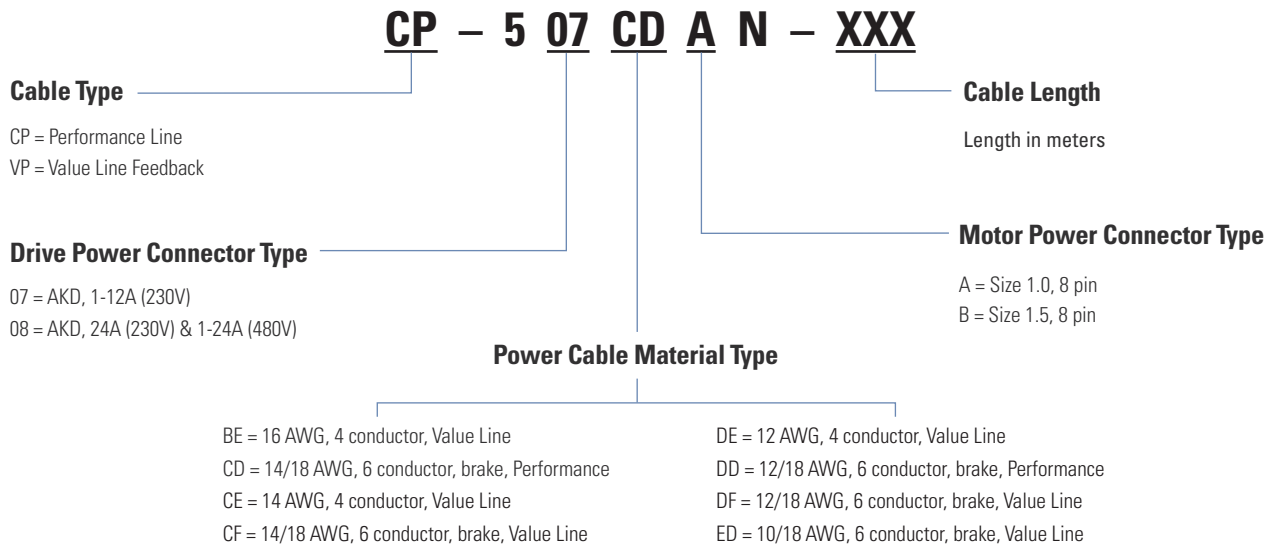 CP – 5 07 CD A N – XXX
Cable Type
CP = Performance Line
VP = Value Line Feedback
Cable Length
Length in meters
Drive Power Connector Type
07 = AKD, 1-12A (230V)
08 = AKD, 24A (230V) & 1-24A (480V)
Motor Power Connector Type
A = Size 1.0, 8 pin
B = Size 1.5, 8 pin
Power Cable Material Type
BE = 16 AWG, 4 conductor, Value Line
CD = 14/18 AWG, 6 conductor, brake, Performance
CE = 14 AWG, 4 conductor, Value Line
CF = 14/18 AWG, 6 conductor, brake, Value Line
DE = 12 AWG, 4 conductor, Value Line
DD = 12/18 AWG, 6 conductor, brake, Performance
DF = 12/18 AWG, 6 conductor, brake, Value Line
ED = 10/18 AWG, 6 conductor, brake, Value Line